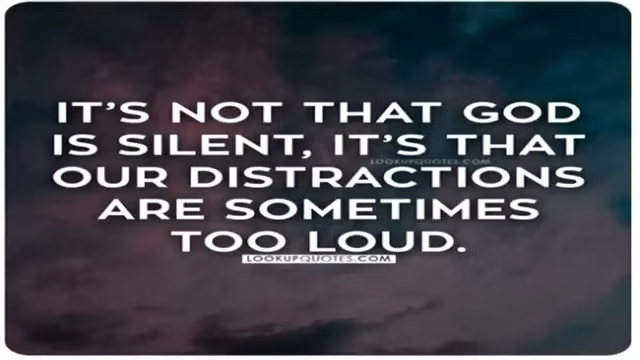 IT'S NOT THAT GOD
IS SILENT, IT'S THAT
LOOKUPQUOTES.COM
OUR DISTRACTIONS
ARE SOMETIMES
TOO LOUD.
LOOKUPQUOTES.COM